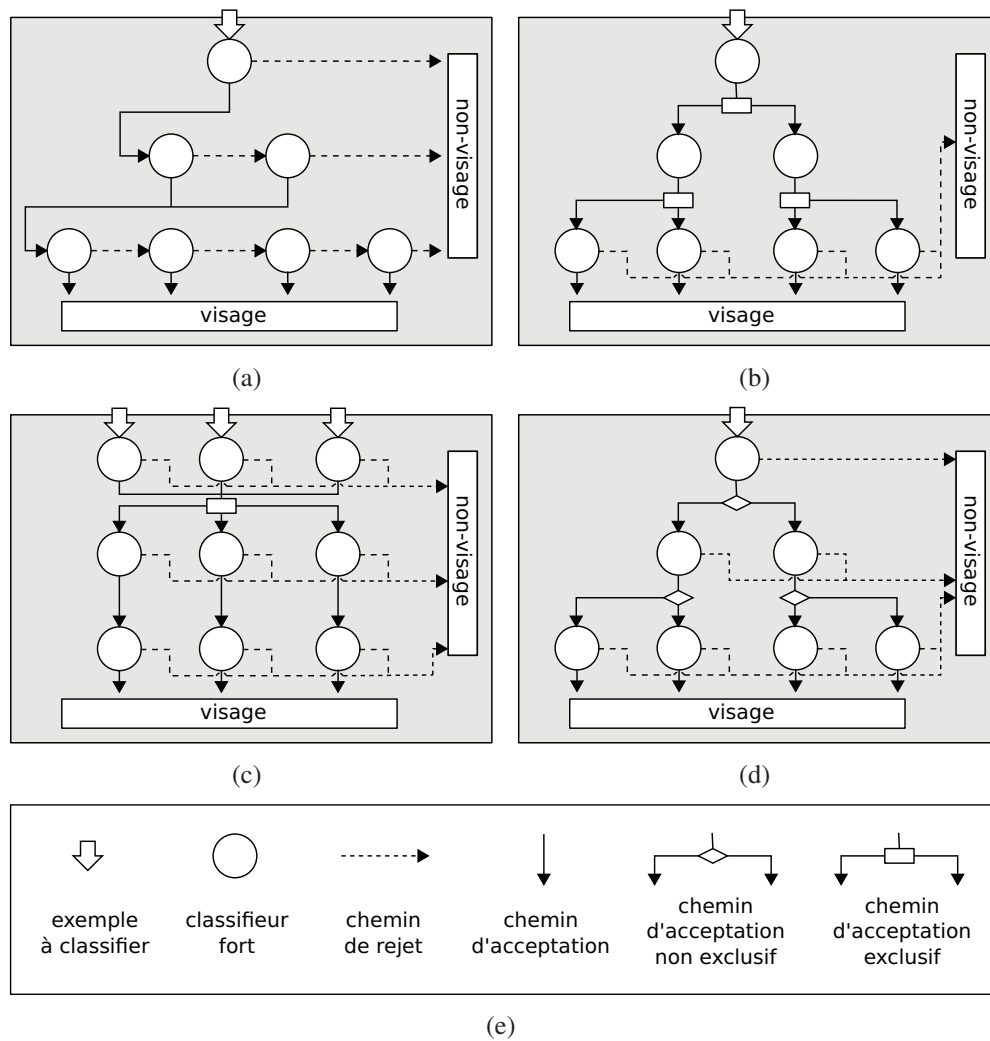 non-visage
visage
(a)
non-visage
visage
(b)
non-visage
visage
(c)
non-visage
visage
(d)
exemple
à classifier
classifieur
fort
chemin
de rejet
chemin
d'acceptation
chemin
d'acceptation
non exclusif
chemin
d'acceptation
exclusif
(e)